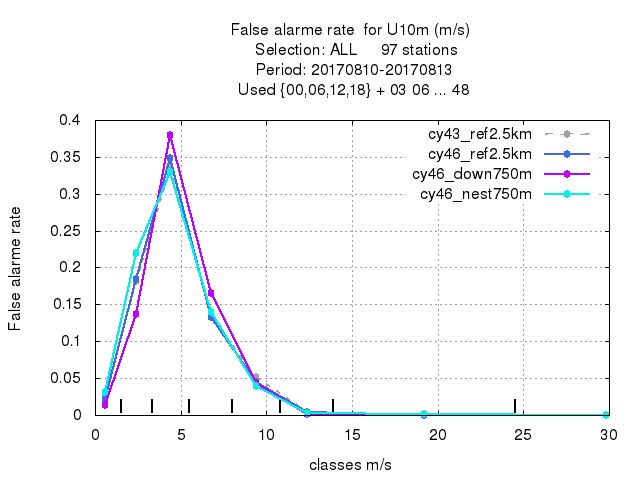 False alarme rate  for U10m (m/s)
Selection: ALL     97 stations
Period: 20170810-20170813
Used {00,06,12,18} + 03 06 ... 48
cy43_ref2.5km
cy46_ref2.5km
cy46_down750m
cy46_nest750m
False alarme rate
0.4
0.35
0.3
0.25
0.2
0.15
0.1
0.05
0
0 5 10 15 20 25 30
classes m/s